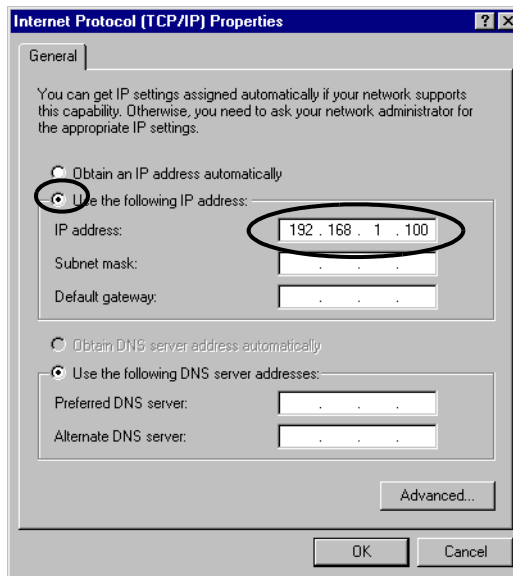 Internet Protocol (TCP/IP) Properties
General
You can get IP settings assigned automatically if your network supports
this capability. Otherwise, you need to ask your network administrator for
the appropriate IP settings.
Obtain an IP address automatically
Use the following IP address:
IP address: 192 . 168 . 1 . 100
Subnet mask: . . .
Default gateway: . . .
Obtain DNS server address automatically
Use the following DNS server addresses:
Preferred DNS server: . . .
Alternate DNS server: . . .
Advanced...
OK Cancel